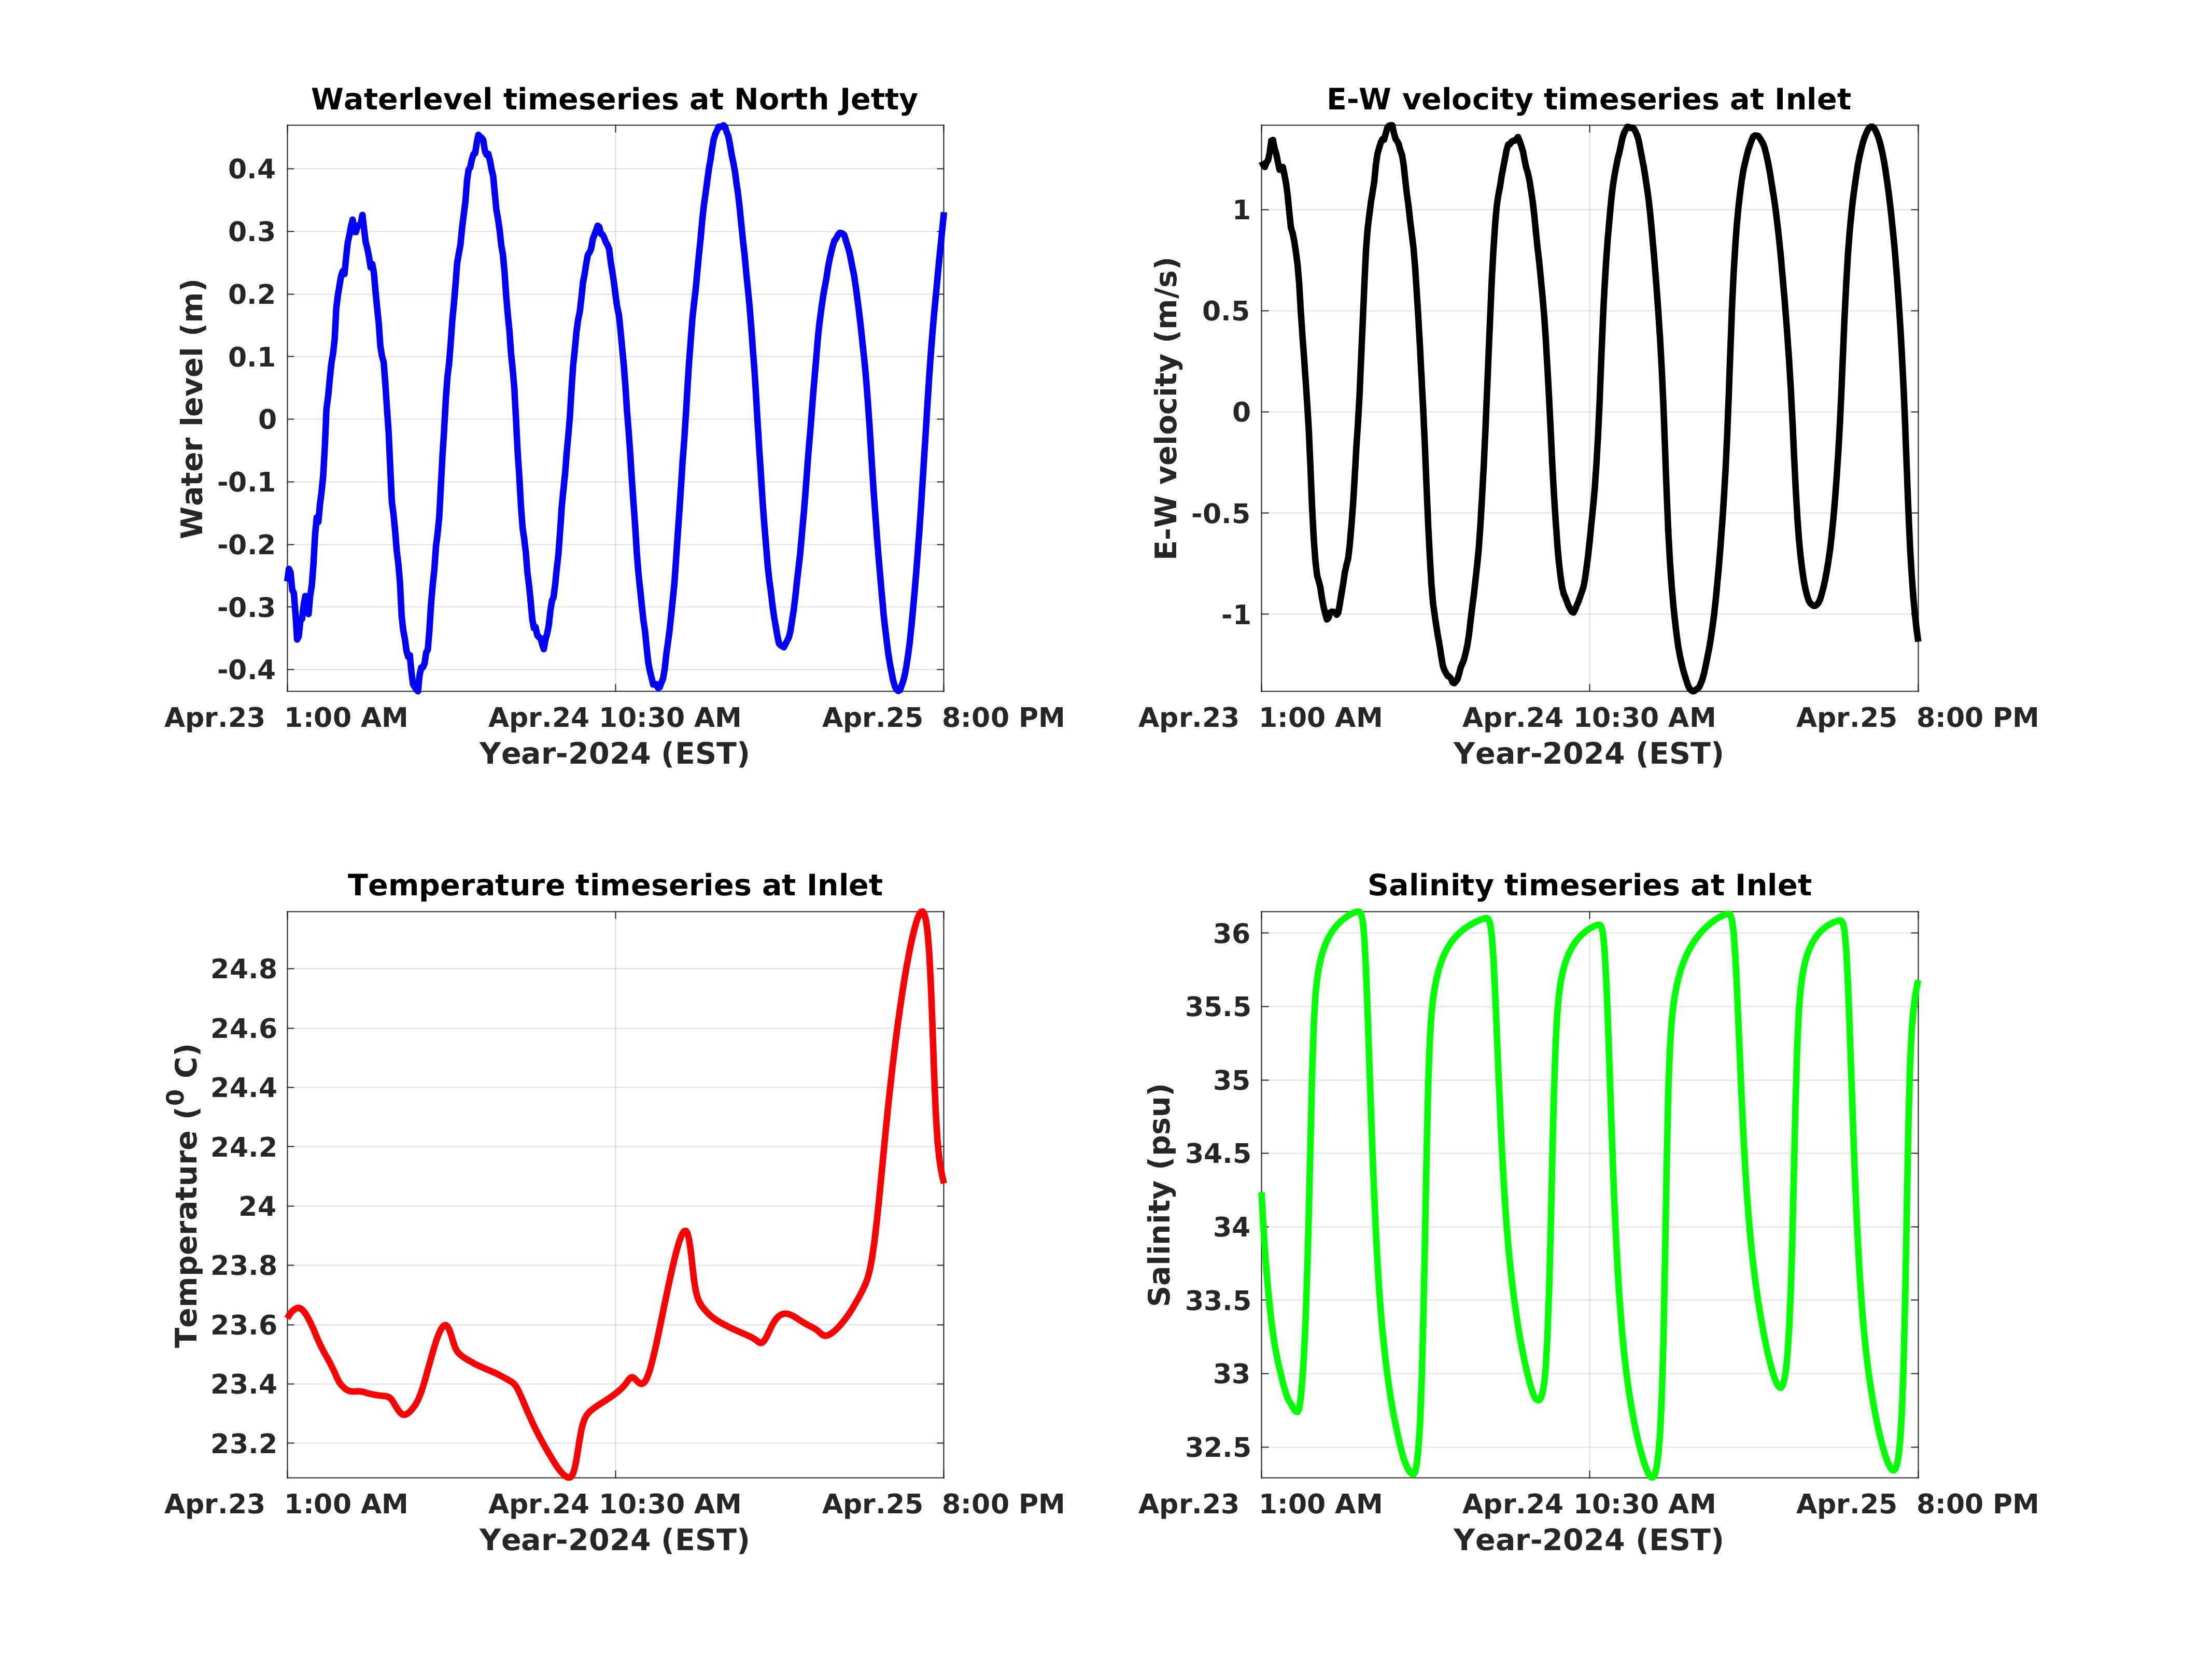 Waterlevel timeseries at North Jetty
0.4
0.3
0.2
0.1
0
-0.1
-0.2
-0.3
-0.4
Water level (m)
Apr.23 1:00 AM
Apr.24 10:30 AM
Apr.25 8:00 PM
Year-2024 (EST)
E-W velocity timeseries at Inlet
1
0.5
0
-0.5
-1
E-W velocity (m/s)
Apr.23 1:00 AM
Apr.24 10:30 AM
Apr.25 8:00 PM
Year-2024 (EST)
Temperature timeseries at Inlet
24.8
24.6
24.4
24.2
24
23.8
23.6
23.4
23.2
Temperature (⁰ C)
Apr.23 1:00 AM
Apr.24 10:30 AM
Apr.25 8:00 PM
Year-2024 (EST)
Salinity timeseries at Inlet
36
35.5
35
34.5
34
33.5
33
32.5
Salinity (psu)
Apr.23 1:00 AM
Apr.24 10:30 AM
Apr.25 8:00 PM
Year-2024 (EST)